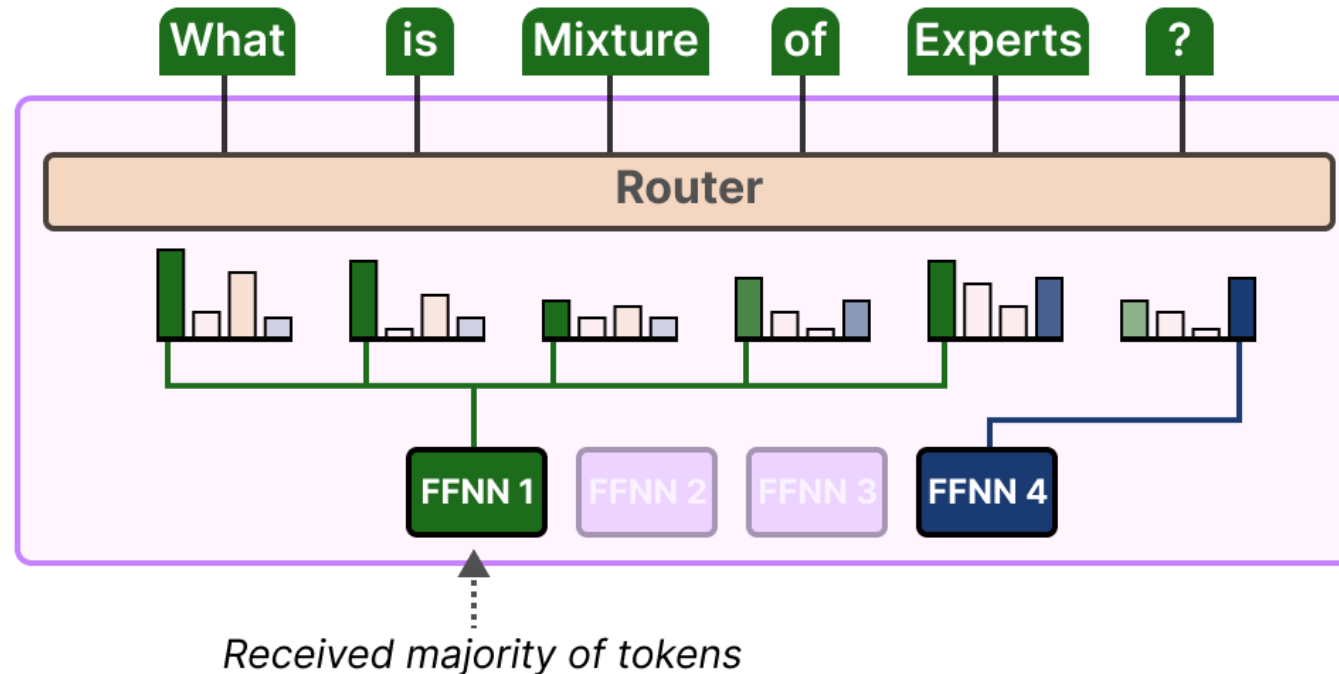 What is Mixture of Experts ?
Router
FFNN 1 FFNN 2 FFNN 3 FFNN 4
Received majority of tokens